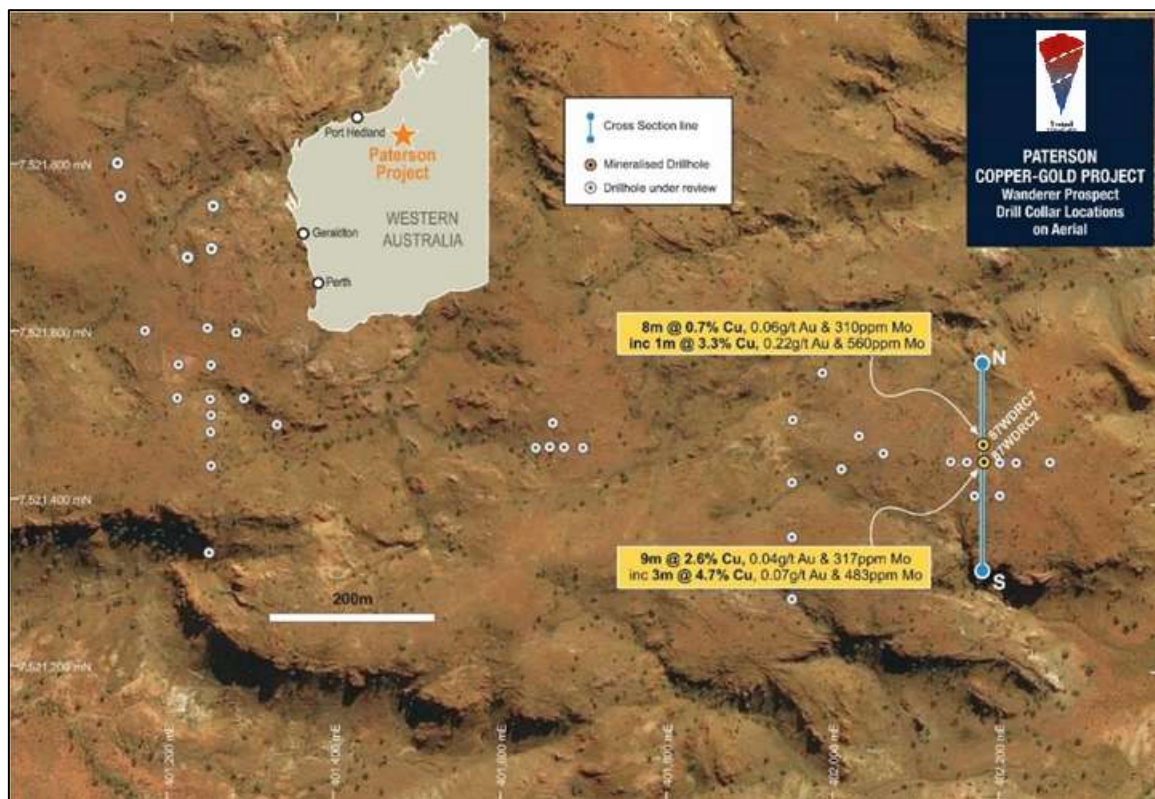 Port Hedland
Paterson
Project
WESTERN
AUSTRALIA
Geraldton
Perth
Cross Section line
Mineralised Drillhole
Drillhole under review
PATERSON
COPPER-GOLD PROJECT
Wanderer Prospect
Drill Collar Locations
on Aerial
7,521,800 mN
7,521,600 mN
8m @ 0.7% Cu, 0.06g/t Au & 310ppm Mo
inc 1m @ 3.3% Cu, 0.22g/t Au & 560ppm Mo
N
87WDRC7
87WDRC2
7,521,400 mN
9m @ 2.6% Cu, 0.04g/t Au & 317ppm Mo
inc 3m @ 4.7% Cu, 0.07g/t Au & 483ppm Mo
S
200m
7,521,200 mN
401,200 mE
401,400 mE
401,600 mE
401,800 mE
402,000 mE
402,200 mE